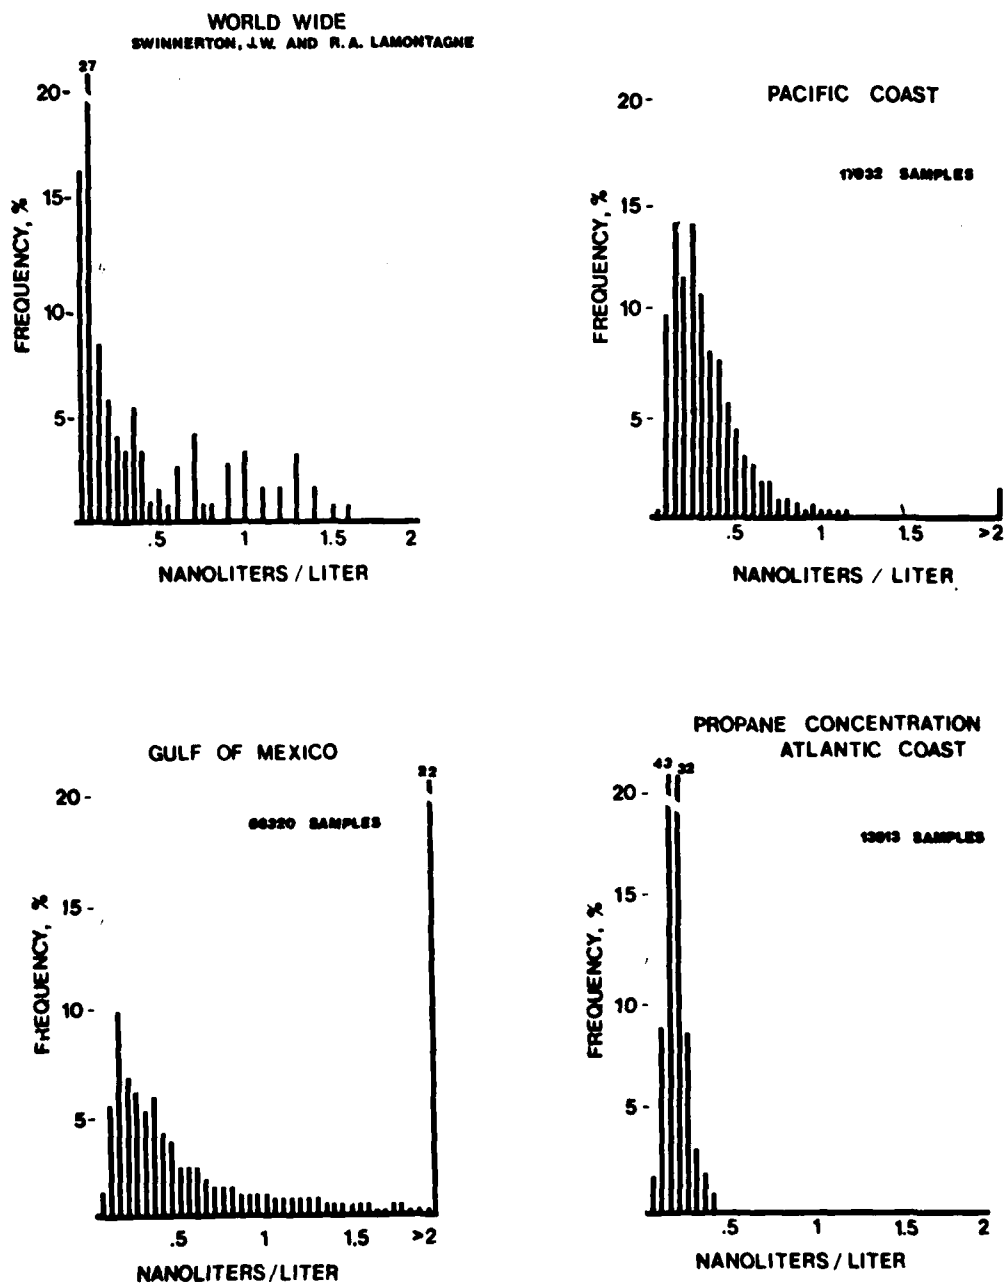 WORLD WIDE
SWINNERTON, J.W. AND R.A. LAMONTAGNE
27
20-
15-
10-
5-
FREQUENCY, %
.5 1 1.5 2
NANOLITERS / LITER
PACIFIC COAST
SAMPLES
20-
15-
10-
5-
FREQUENCY, %
.5 1 1.5 >2
NANOLITERS / LITER
GULF OF MEXICO
SAMPLES
20-
15-
10-
5-
FREQUENCY, %
.5 1 1.5 >2
NANOLITERS/LITER
PROPANE CONCENTRATION
ATLANTIC COAST
43 32
SAMPLES
20-
15-
10-
5-
FREQUENCY, %
.5 1 1.5 2
NANOLITERS/LITER